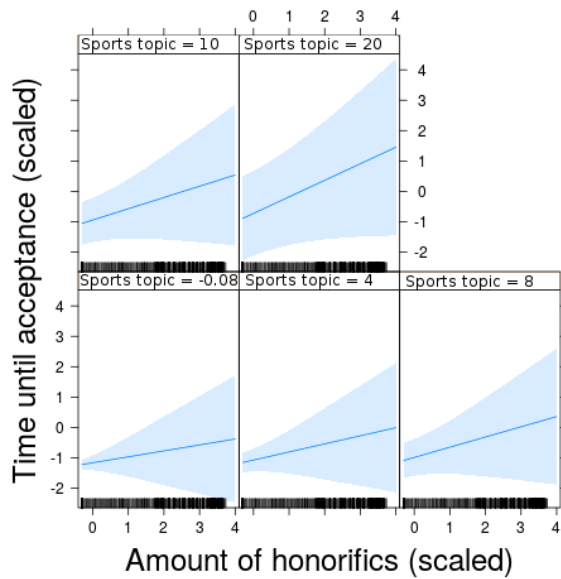 0 1 2 3 4
Sports topic = 10 Sports topic = 20
4
3
2
1
0
-1
-2
Sports topic = -0.08 Sports topic = 4 Sports topic = 8
4
3
2
1
0
-1
-2
0 1 2 3 4 0 1 2 3 4
Time until acceptance (scaled)
Amount of honorifics (scaled)